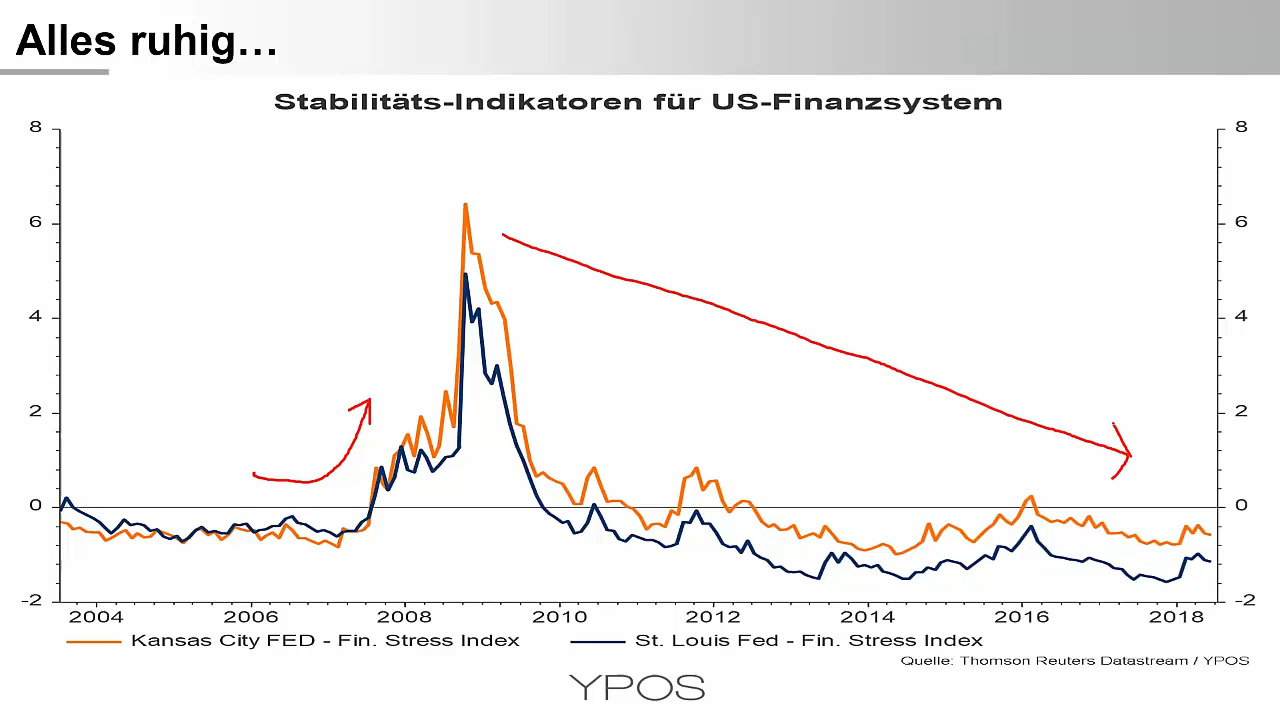 Alles ruhig...
Stabilitäts-Indikatoren für US-Finanzsystem
8 8
6 6
4 4
2 2
0 0
-2 -2
2004 2006 2008 2010 2012 2014 2016 2018
Kansas City FED - Fin. Stress Index St. Louis Fed - Fin. Stress Index
Quelle: Thomson Reuters Datastream / YPOS
YPOS